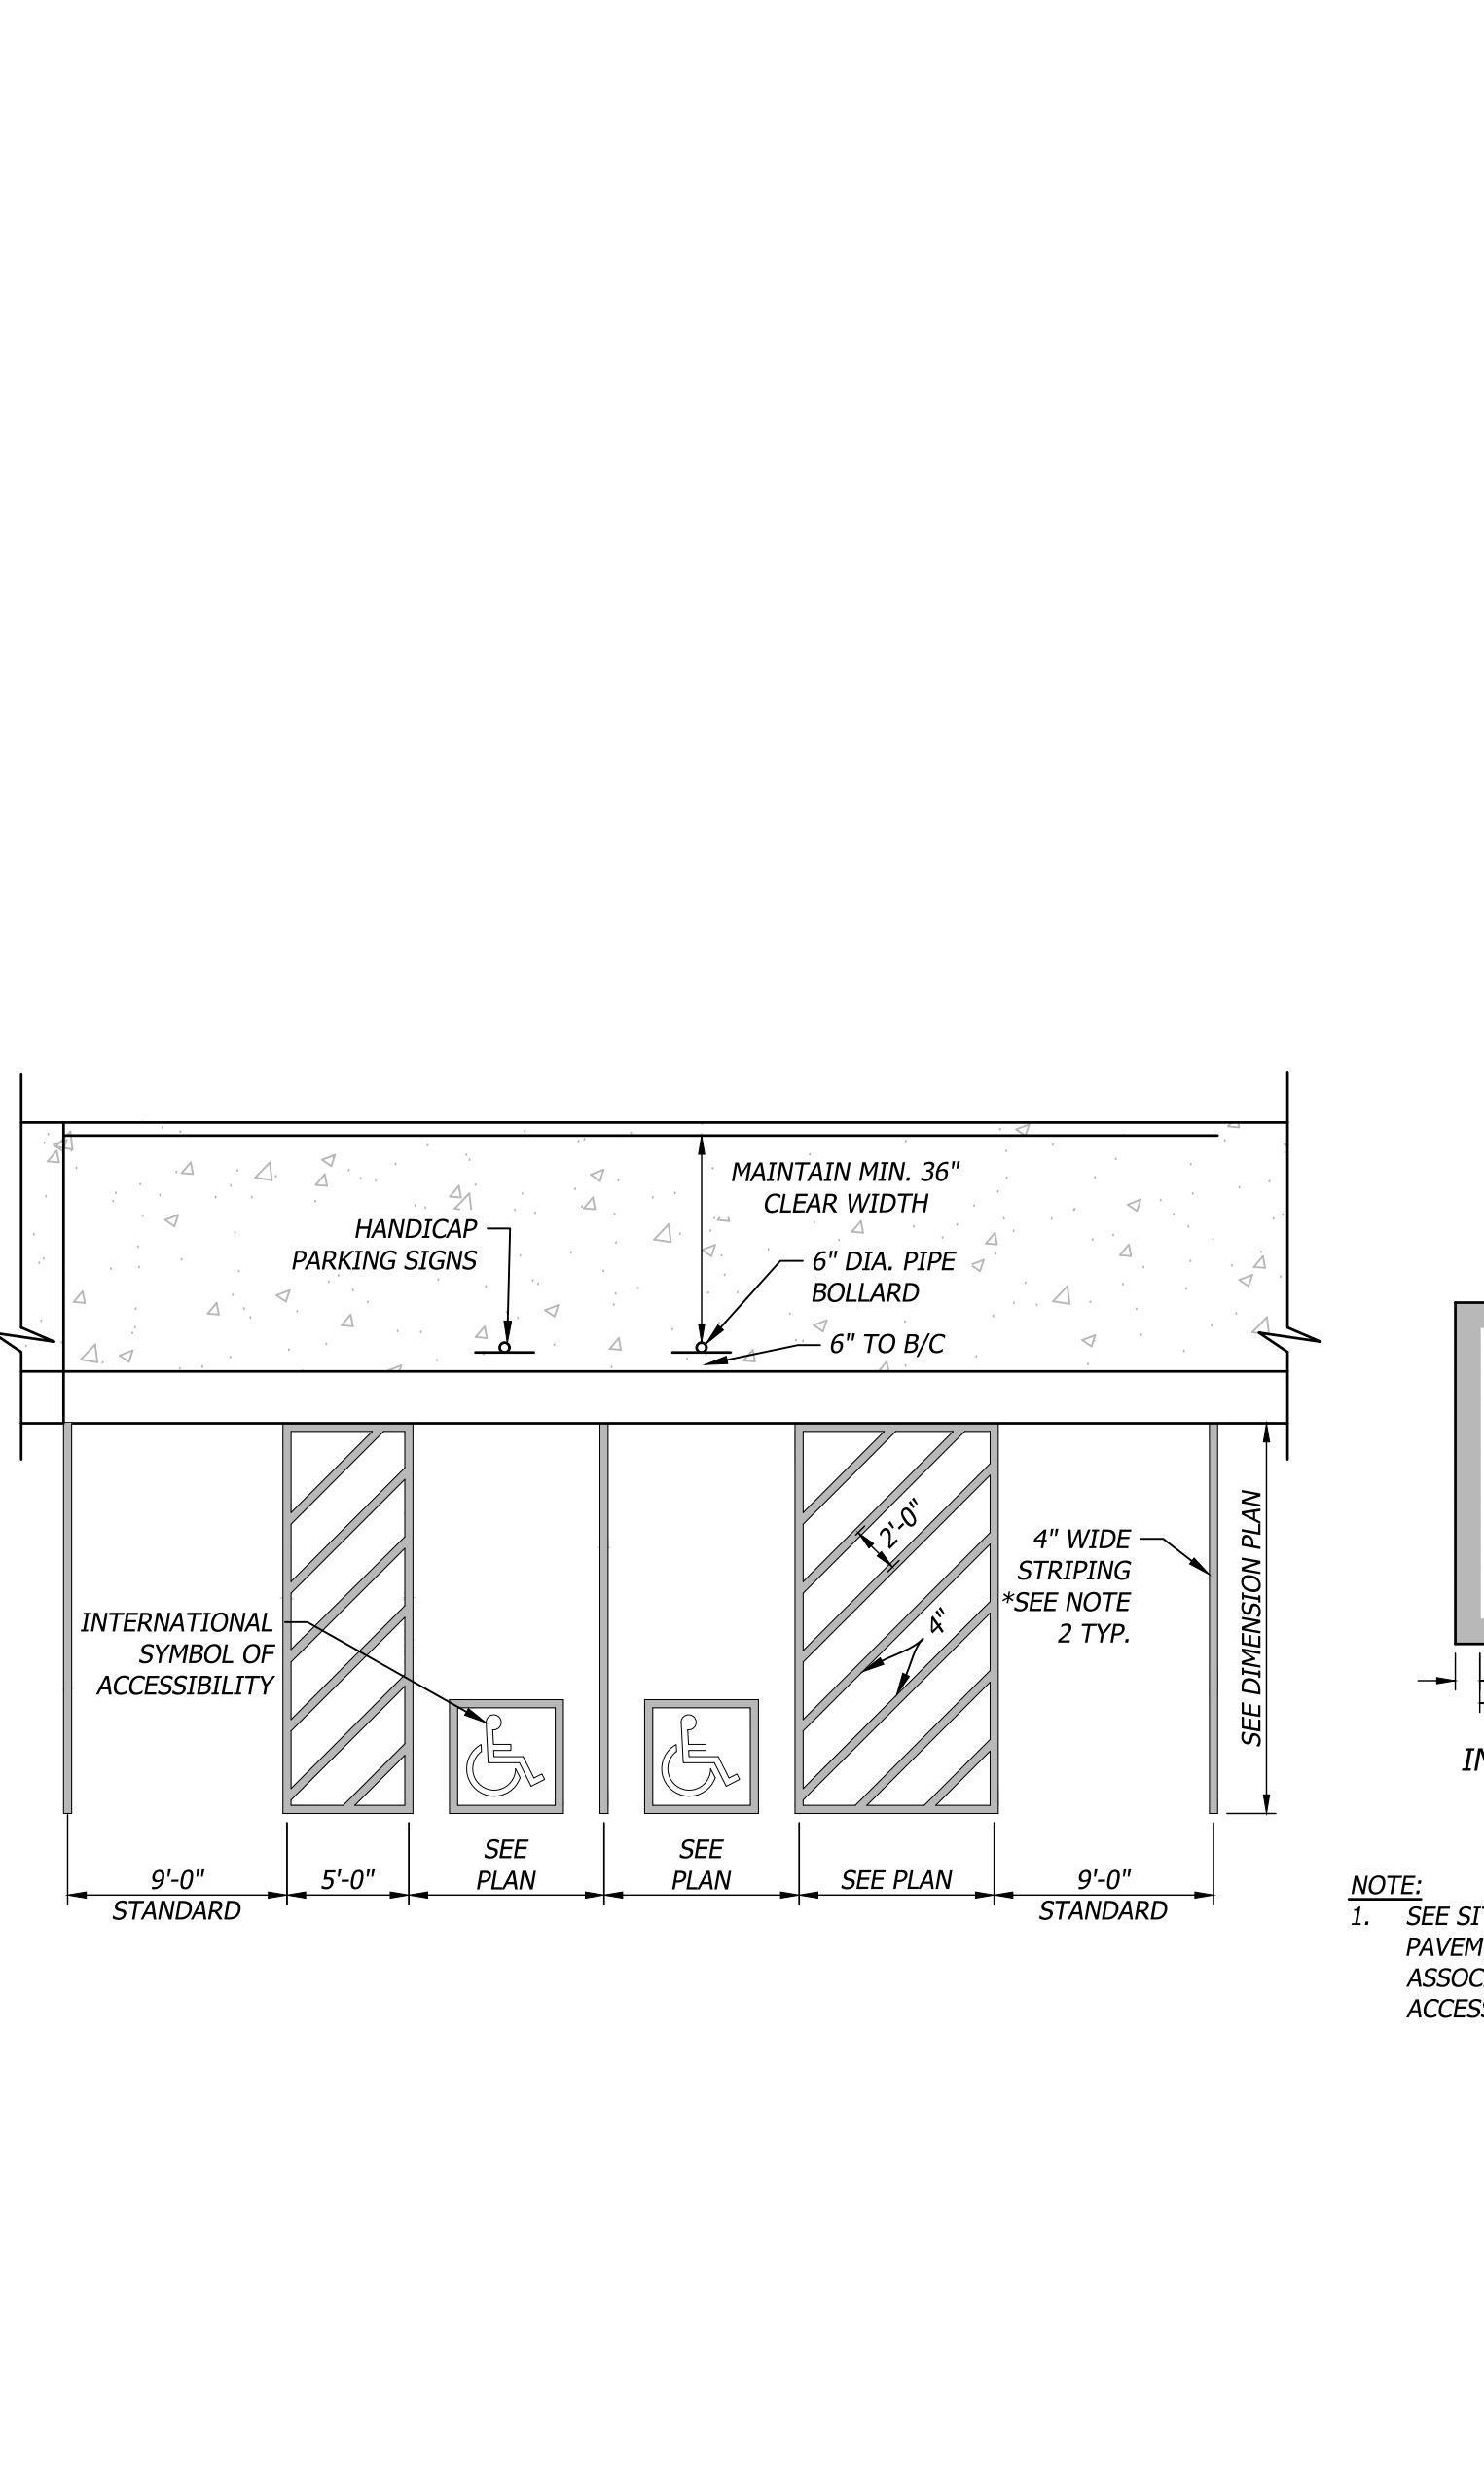 MAINTAIN MIN. 36"
CLEAR WIDTH
HANDICAP
PARKING SIGNS
6" DIA. PIPE
BOLLARD
6" TO B/C
2'-0"
4"
4" WIDE
STRIPING
*SEE NOTE
2 TYP.
SEE DIMENSION PLAN
INTERNATIONAL
SYMBOL OF
ACCESSIBILITY
SEE
PLAN
SEE
PLAN
9'-0"
STANDARD
5'-0"
SEE PLAN
9'-0"
STANDARD
NOTE:
1. SEE